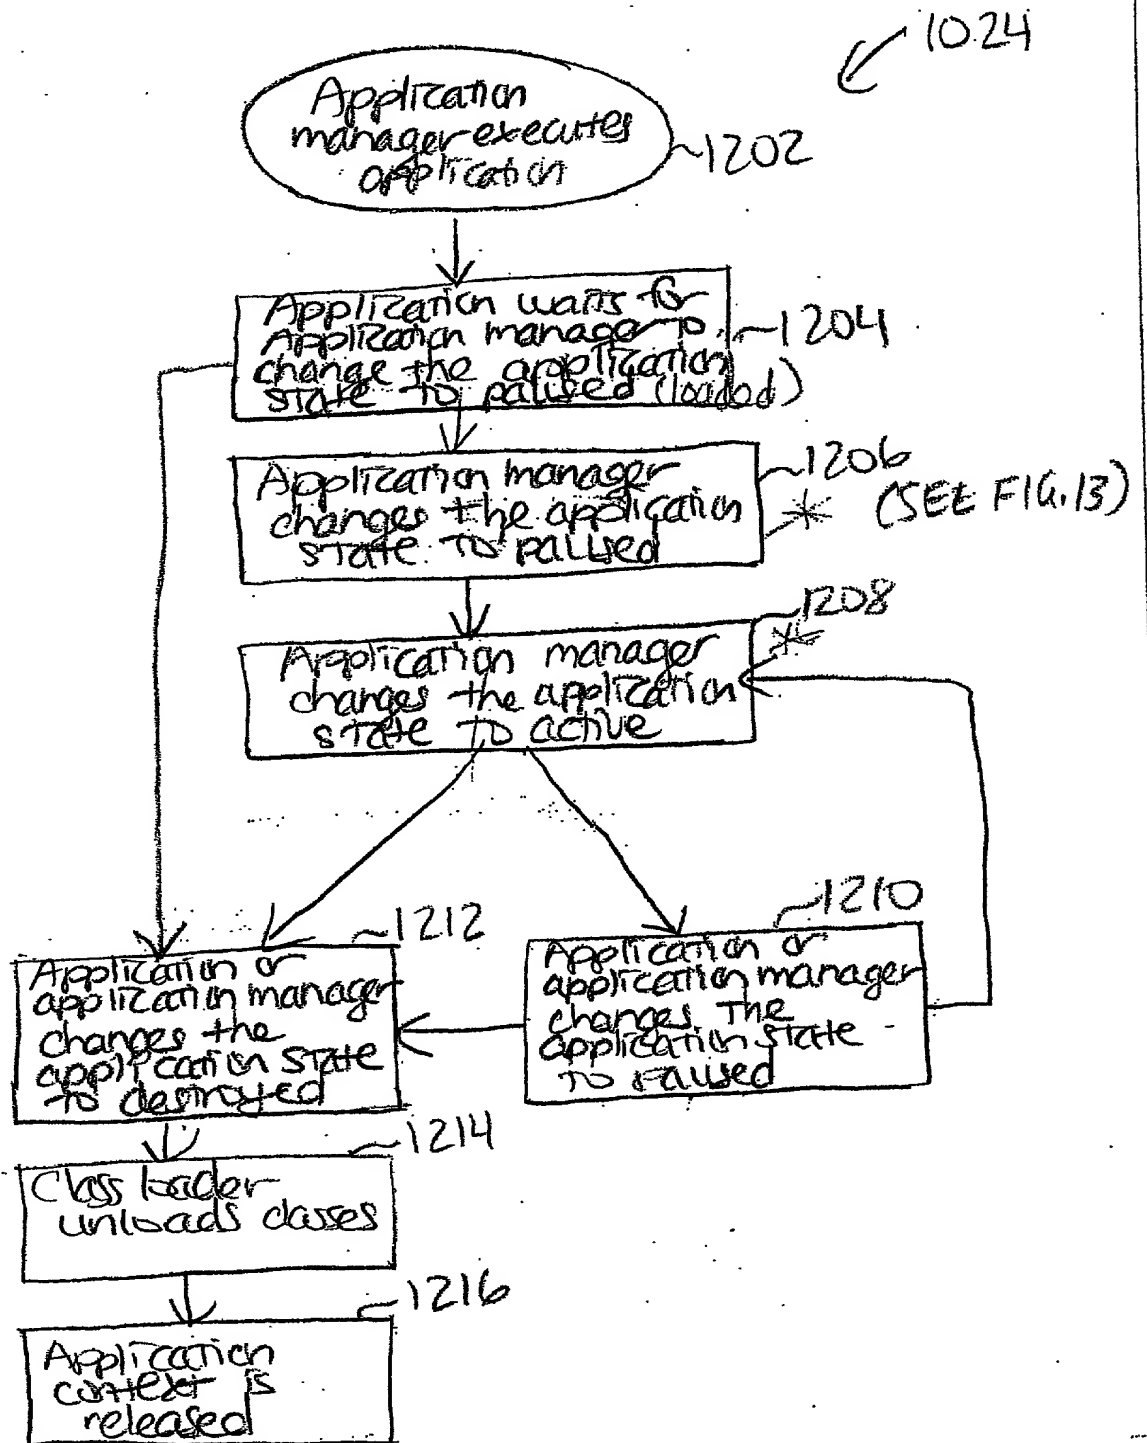 1024
Application
manager executes
application
1202
Application waits for
Application manager to
change the application
state to paused (loaded)
1204
Application manager
changes the application
state to paused
1206
* (SEE FIG. 13)
Application manager
changes the application
state to active
1208
*
Application or
application manager
changes the
application state
to destroyed
1212
Application or
application manager
changes the
application state
to Paused
1210
Class loader
unloads classes
1214
Application
context is
released
1216